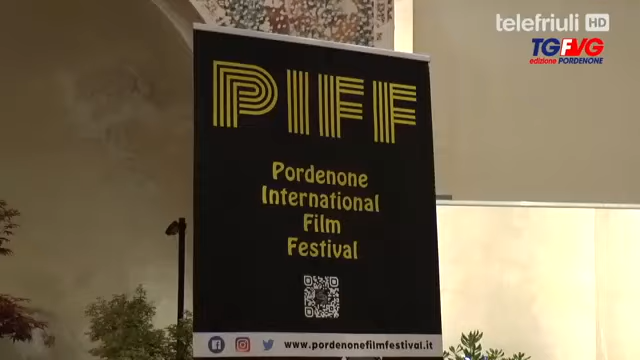 telefriuli HD
TGFVG
edizione PORDENONE
PIFF
Pordenone
International
Film
Festival
www.pordenonefilmfestival.it